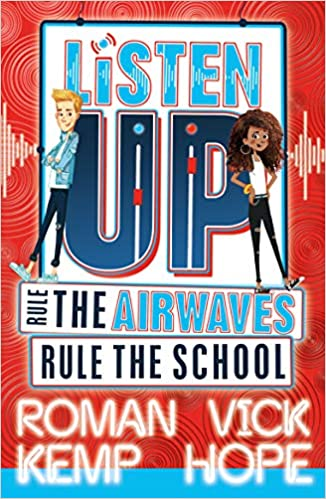 LiSTEN
UP
RULE THE AIRWAVES
RULE THE SCHOOL
ROMAN VICK
KEMP HOPE